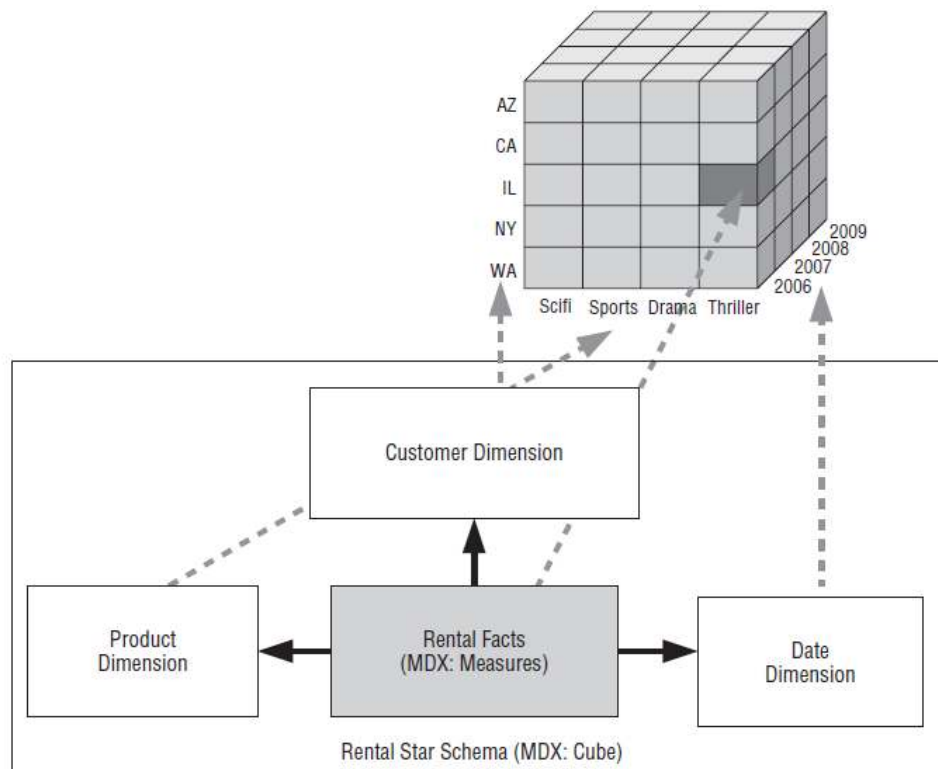 AZ
CA
IL
NY
WA
2009
2008
2007
2006
Scifi Sports Drama Thriller
Customer Dimension
Product
Dimension
Rental Facts
(MDX: Measures)
Date
Dimension
Rental Star Schema (MDX: Cube)